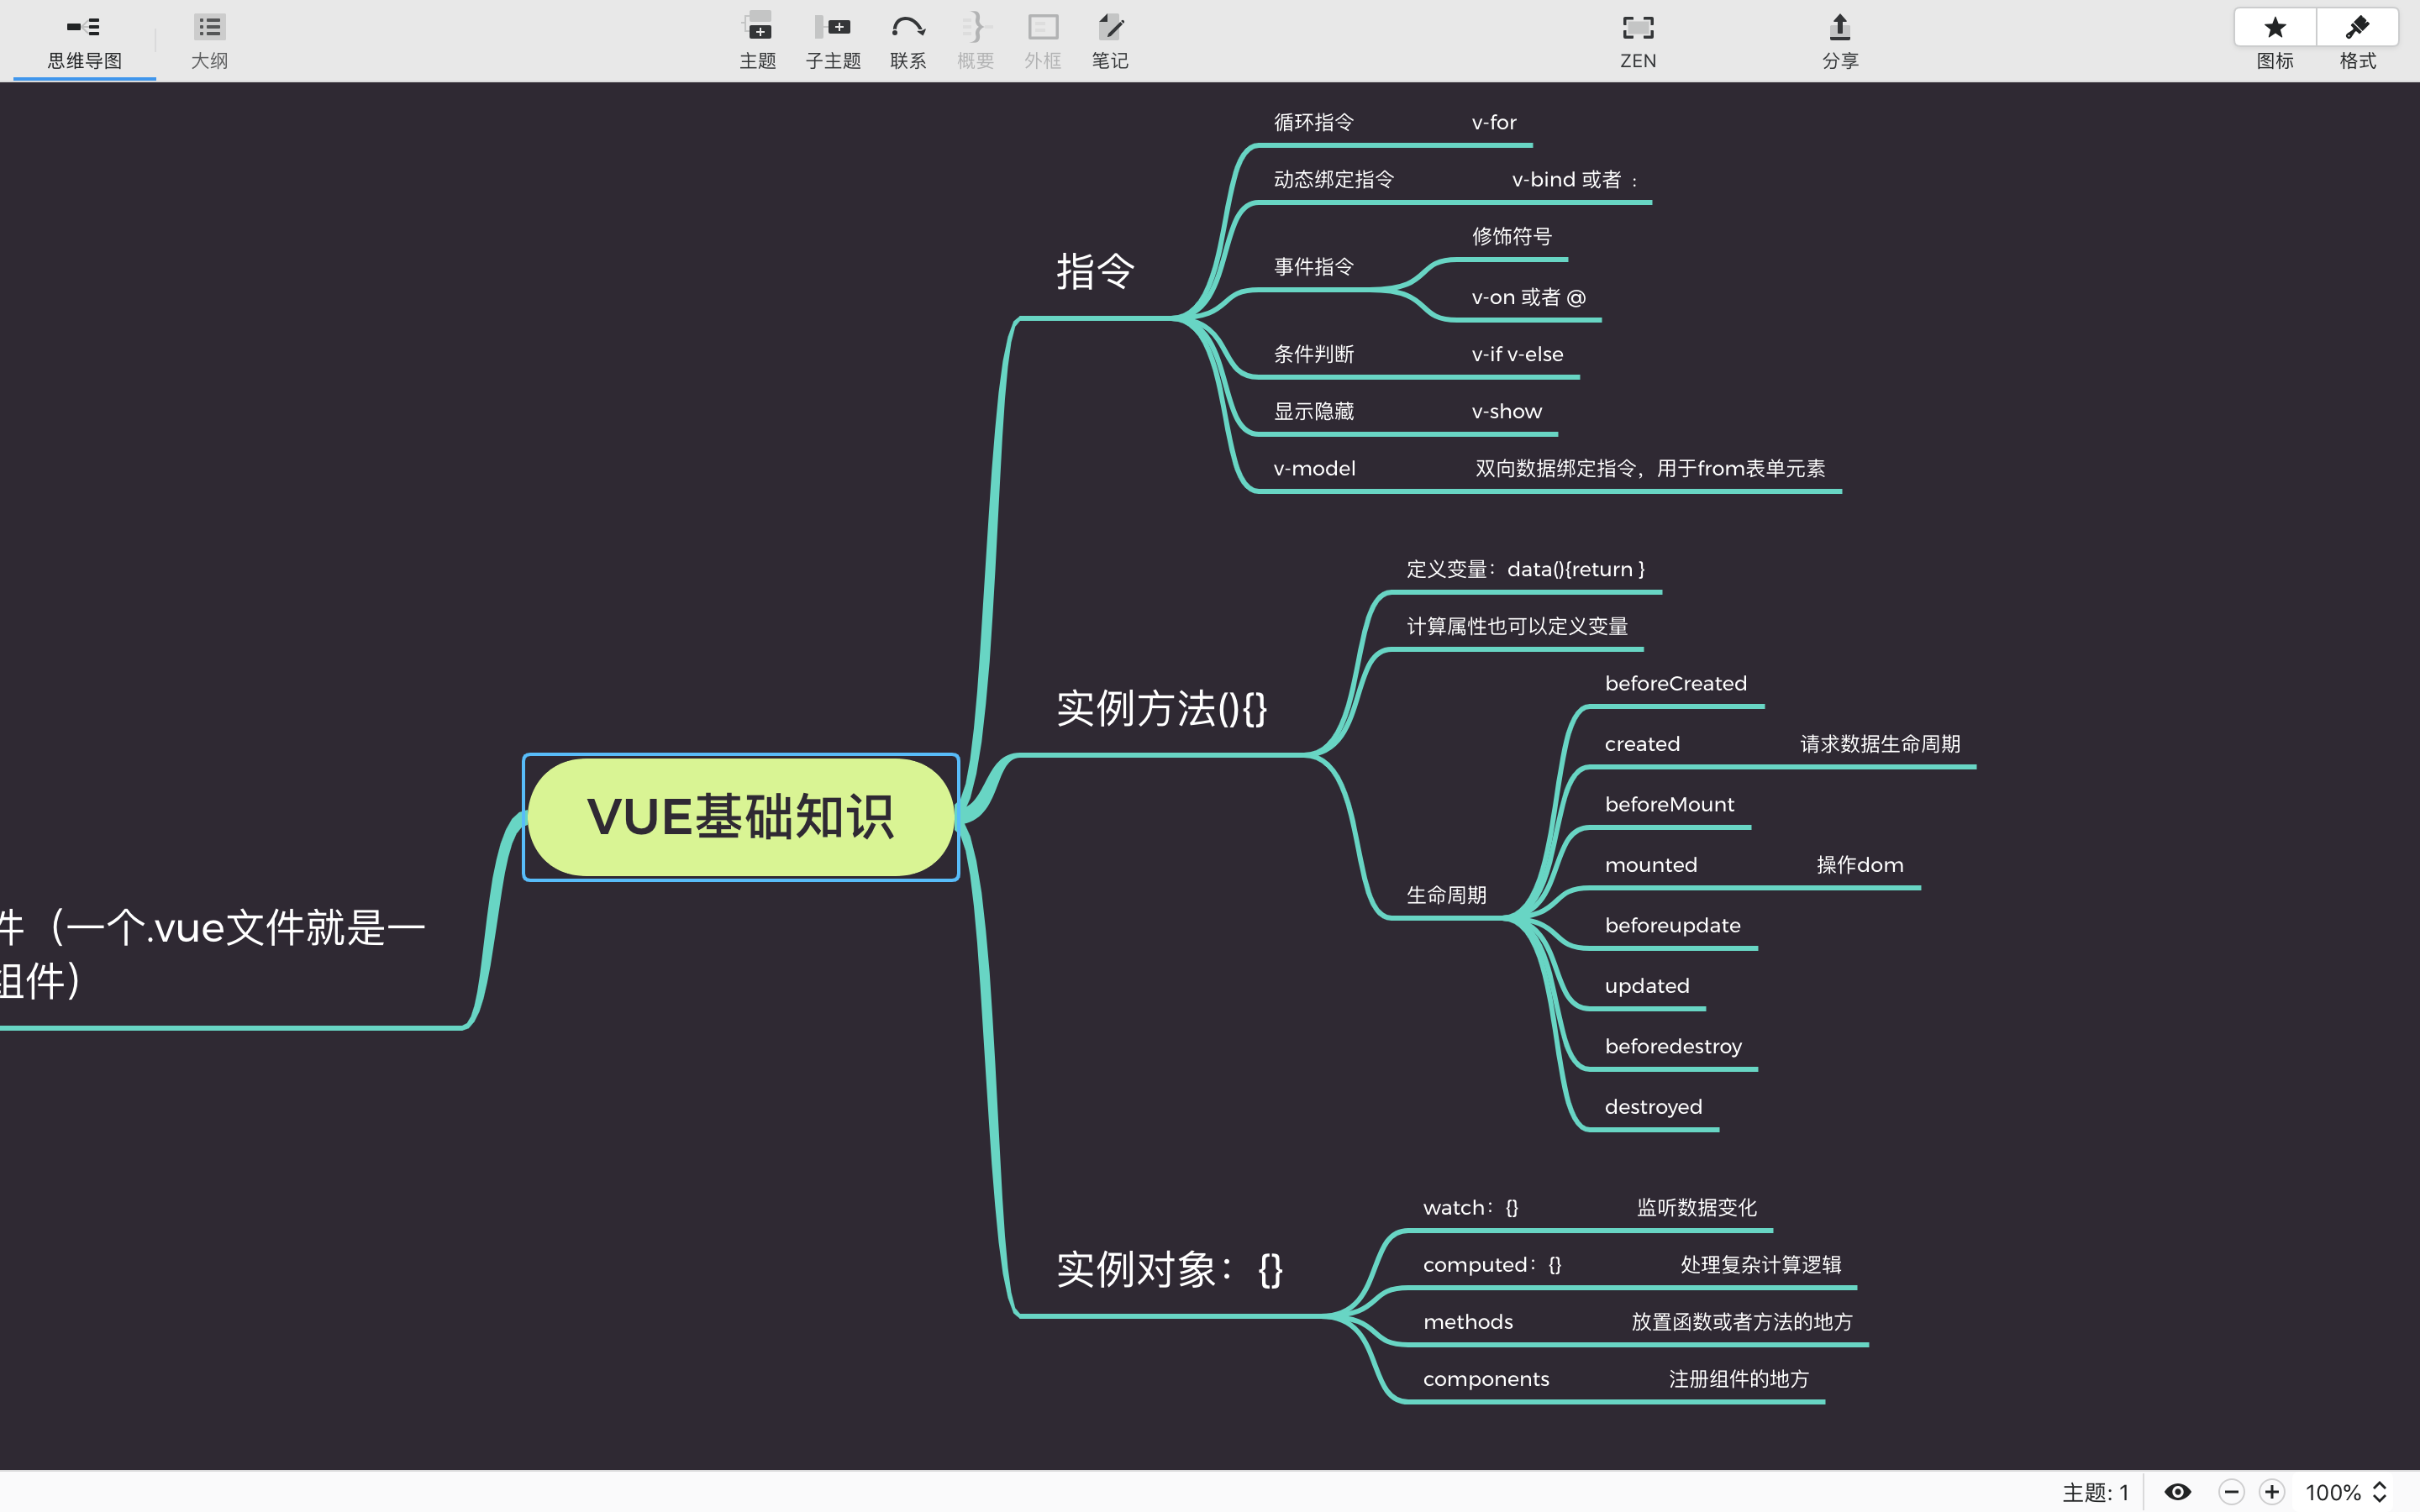 思维导图
大纲
主题
子主题
联系
概要
外框
笔记
ZEN
分享
图标
格式
指令
循环指令 v-for
动态绑定指令 v-bind 或者 ：
事件指令
修饰符号
v-on 或者 @
条件判断 v-if v-else
显示隐藏 v-show
v-model 双向数据绑定指令，用于from表单元素
实例方法(){}
定义变量：data(){return }
计算属性也可以定义变量
生命周期
beforeCreated
created 请求数据生命周期
beforeMount
mounted 操作dom
beforeupdate
updated
beforedestroy
destroyed
VUE基础知识
件（一个.vue文件就是一
组件）
实例对象：{}
watch：{} 监听数据变化
computed：{} 处理复杂计算逻辑
methods 放置函数或者方法的地方
components 注册组件的地方
主题: 1
100%